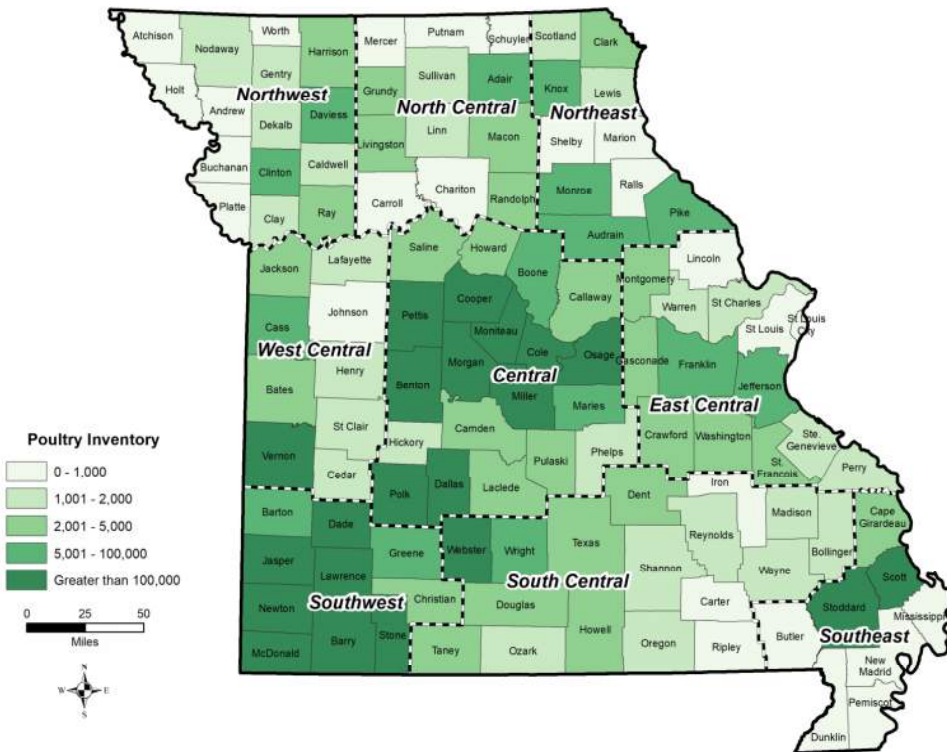 Atchison
Nodaway
Worth
Harrison
Mercer
Putnam
Schuyler
Scotland
Clark
Gentry
Holt
Northwest
Sullivan
Adair
Knox
Lewis
Grundy
North Central
Northeast
Andrew
Dekalb
Daviess
Linn
Macon
Shelby
Marion
Livingston
Buchanan
Clinton
Caldwell
Ralls
Monroe
Platte
Clay
Ray
Carroll
Chariton
Randolph
Pike
Audrain
Saline
Howard
Boone
Lincoln
Jackson
Lafayette
Callaway
Montgomery
Warren
St Charles
Cooper
Johnson
Pettis
Moniteau
St Louis
St Louis
City
Cass
West Central
Cole
Osage
Gasconade
Franklin
Morgan
Central
Henry
Benton
Miller
Maries
Jefferson
Bates
East Central
St Clair
Hickory
Camden
Phelps
Crawford
Washington
Ste.
Genevieve
Pulaski
St.
Francois
Perry
Vernon
Cedar
Polk
Dallas
Laclede
Dent
Iron
Madison
Cape
Girardeau
Barton
Dade
Reynolds
Bollinger
Greene
Webster
Wright
Texas
Jasper
Lawrence
Shannon
Wayne
Scott
South Central
Stoddard
Christian
Carter
Mississippi
Newton
Southwest
Douglas
Butler
Southeast
Howell
McDonald
Barry
Stone
Taney
Ozark
Oregon
Ripley
New
Madrid
Pemiscot
Dunklin
Poultry Inventory
0 - 1,000
1,001 - 2,000
2,001 - 5,000
5,001 - 100,000
Greater than 100,000
0 25 50
Miles
N
W E
S